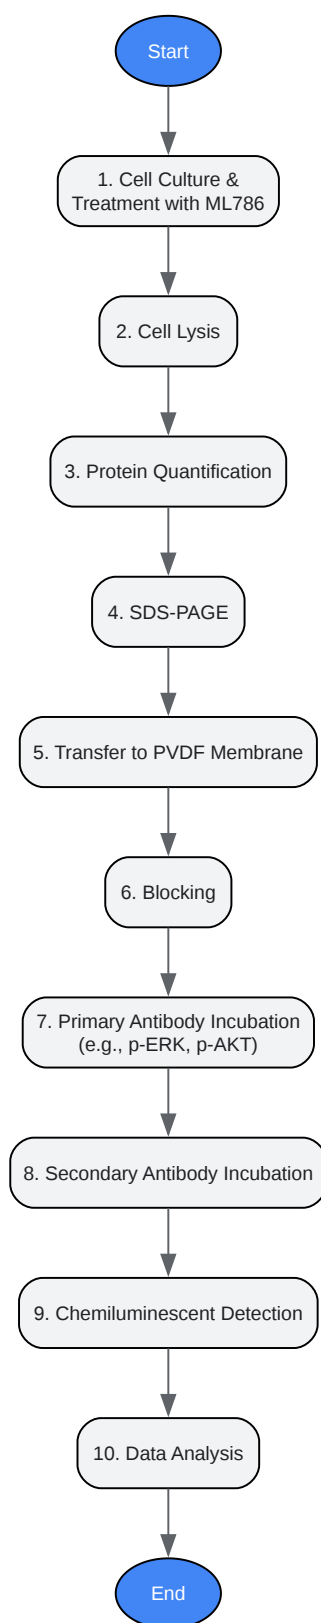 Start
1. Cell Culture &
Treatment with ML786
2. Cell Lysis
3. Protein Quantification
4. SDS-PAGE
5. Transfer to PVDF Membrane
6. Blocking
7. Primary Antibody Incubation
(e.g., p-ERK, p-AKT)
8. Secondary Antibody Incubation
9. Chemiluminescent Detection
10. Data Analysis
End